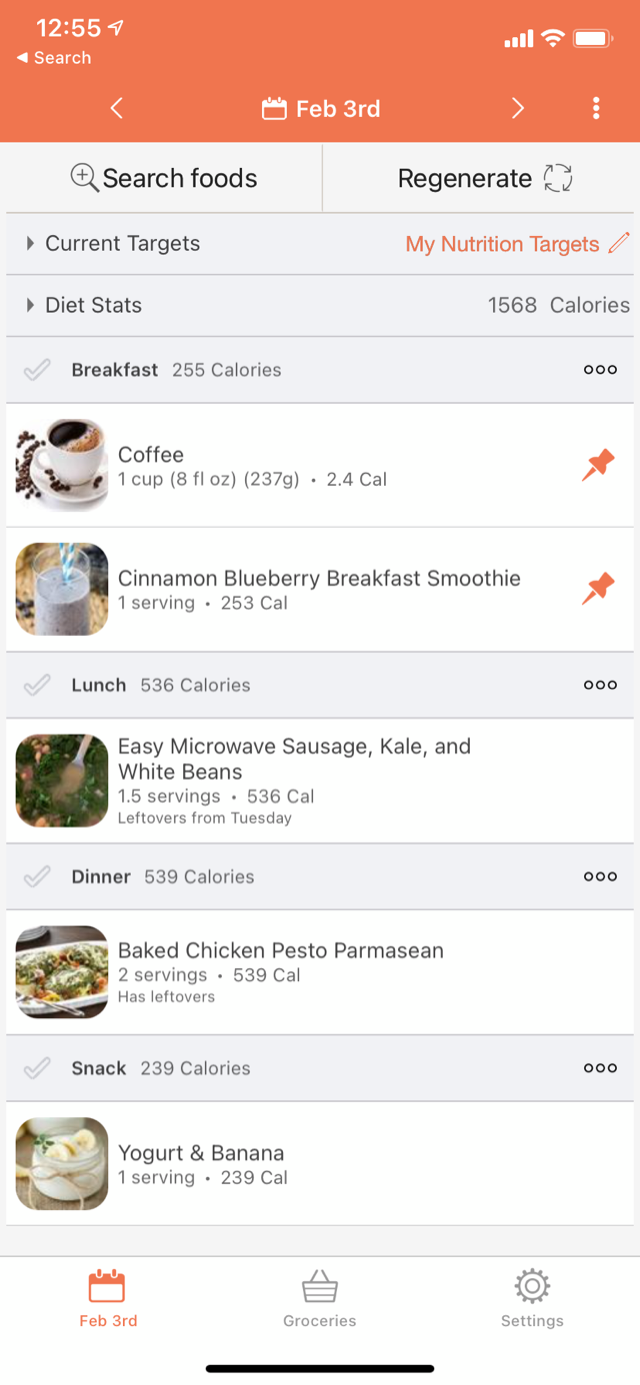 12:55
◀ Search
Feb 3rd
Search foods
Regenerate
Current Targets
My Nutrition Targets
Diet Stats
1568 Calories
Breakfast 255 Calories
Coffee
1 cup (8 fl oz) (237g) • 2.4 Cal
Cinnamon Blueberry Breakfast Smoothie
1 serving • 253 Cal
Lunch 536 Calories
Easy Microwave Sausage, Kale, and
White Beans
1.5 servings • 536 Cal
Leftovers from Tuesday
Dinner 539 Calories
Baked Chicken Pesto Parmasean
2 servings • 539 Cal
Has leftovers
Snack 239 Calories
Yogurt & Banana
1 serving • 239 Cal
Feb 3rd
Groceries
Settings